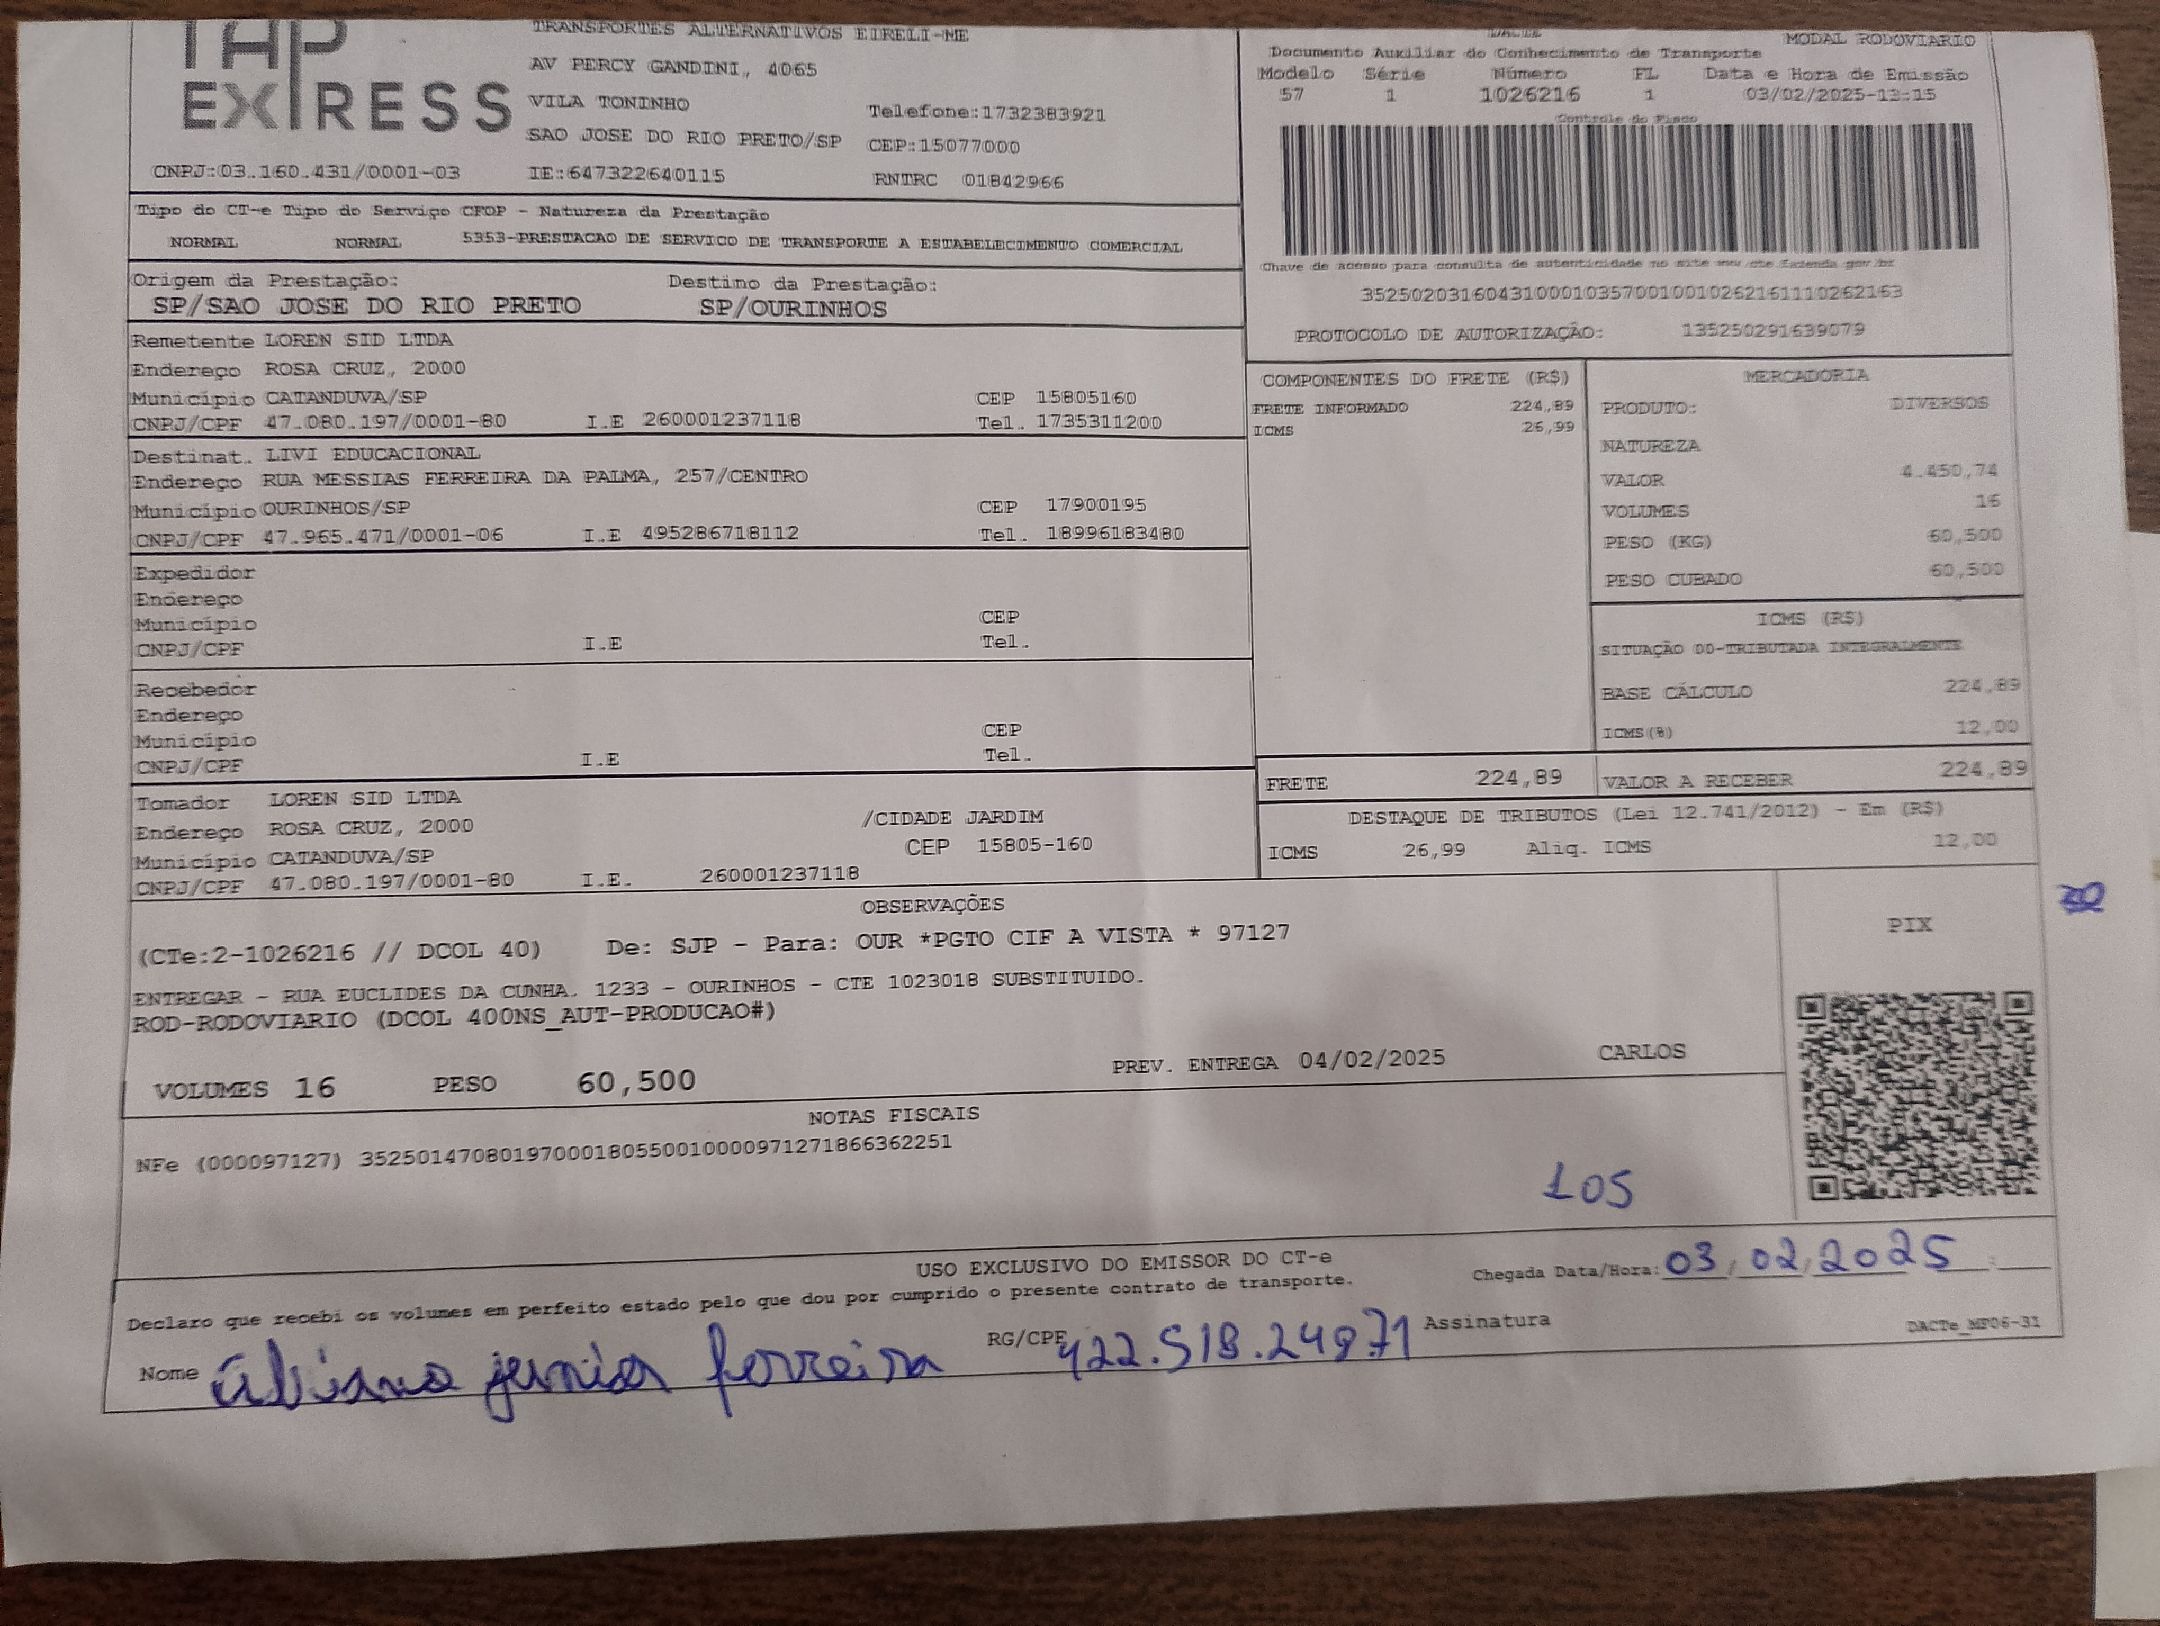 TAP
EXPRESS
TRANSPORTES ALTERNATIVOS EIRELI-ME
AV PERCY GANDINI, 4065
VILA TONINHO
Telefone:1732383921
SAO JOSE DO RIO PRETO/SP
CEP:15077000
CNPJ:03.160.431/0001-03
IE:647322640115
RNTRC 01842966
DACTE
MODAL RODOVIARIO
Documento Auxiliar do Conhecimento de Transporte
Modelo Série Número FL Data e Hora de Emissão
57 1 1026216 1 03/02/2025-13:15
Controle do Fisco
Chave de acesso para consulta de autenticidade no site www.cte.fazenda.gov.br
35250203160431000103570010010262161110262163
PROTOCOLO DE AUTORIZAÇÃO: 135250291639079
Tipo do CT-e Tipo do Serviço CFOP - Natureza da Prestação
NORMAL NORMAL 5353-PRESTACAO DE SERVICO DE TRANSPORTE A ESTABELECIMENTO COMERCIAL
Origem da Prestação: Destino da Prestação:
SP/SAO JOSE DO RIO PRETO SP/OURINHOS
Remetente LOREN SID LTDA
Endereço ROSA CRUZ, 2000
Município CATANDUVA/SP CEP 15805160
CNPJ/CPF 47.080.197/0001-80 I.E 260001237118 Tel. 1735311200
Destinat. LIVI EDUCACIONAL
Endereço RUA MESSIAS FERREIRA DA PALMA, 257/CENTRO
Município OURINHOS/SP CEP 17900195
CNPJ/CPF 47.965.471/0001-06 I.E 495286718112 Tel. 18996183480
Expedidor
Endereço
Município CEP
CNPJ/CPF I.E Tel.
Recebedor
Endereço
Município CEP
CNPJ/CPF I.E Tel.
Tomador LOREN SID LTDA
Endereço ROSA CRUZ, 2000 /CIDADE JARDIM
Município CATANDUVA/SP CEP 15805-160
CNPJ/CPF 47.080.197/0001-80 I.E. 260001237118
COMPONENTES DO FRETE (R$)
FRETE INFORMADO 224,89
ICMS 26,99
MERCADORIA
PRODUTO: DIVERSOS
NATUREZA
VALOR 4.450,74
VOLUMES 16
PESO (KG) 60,500
PESO CUBADO 60,500
ICMS (R$)
SITUAÇÃO 00-TRIBUTADA INTEGRALMENTE
BASE CÁLCULO 224,89
ICMS(%) 12,00
FRETE 224,89 VALOR A RECEBER 224,89
DESTAQUE DE TRIBUTOS (Lei 12.741/2012) - Em (R$)
ICMS 26,99 Aliq. ICMS 12,00
OBSERVAÇÕES
(CTe:2-1026216 // DCOL 40) De: SJP - Para: OUR *PGTO CIF A VISTA * 97127
ENTREGAR - RUA EUCLIDES DA CUNHA. 1233 - OURINHOS - CTE 1023018 SUBSTITUIDO.
ROD-RODOVIARIO (DCOL 400NS_AUT-PRODUCAO#)
VOLUMES 16 PESO 60,500 PREV. ENTREGA 04/02/2025 CARLOS
PIX
NOTAS FISCAIS
NFe (000097127) 35250147080197000180550010000971271866362251
105
USO EXCLUSIVO DO EMISSOR DO CT-e
Chegada Data/Hora: 03/02/2025
Declaro que recebi os volumes em perfeito estado pelo que dou por cumprido o presente contrato de transporte.
Nome junior ferreira RG/CPF 422.518.248.71 Assinatura
DACTe_MF06-31